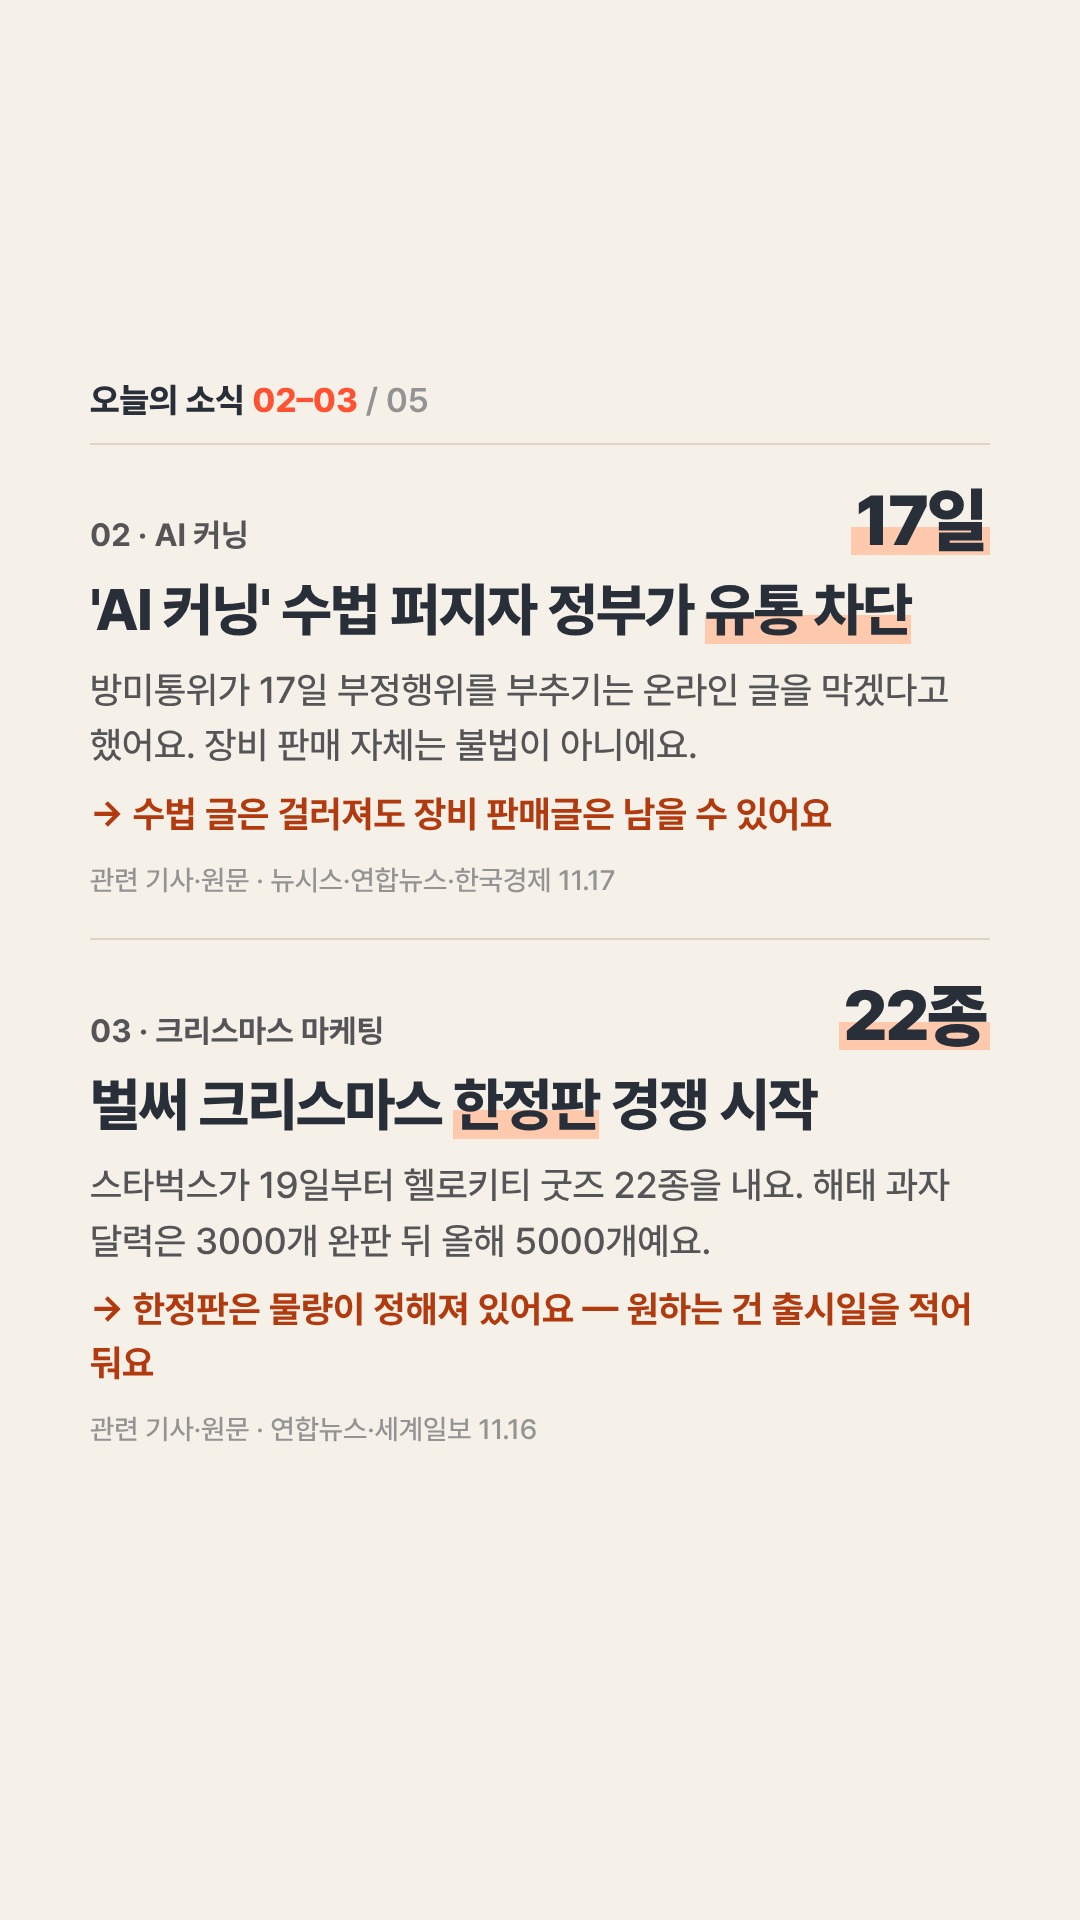 오늘의 소식 02–03 / 05
02 · AI 커닝
17일
'AI 커닝' 수법 퍼지자 정부가 유통 차단
방미통위가 17일 부정행위를 부추기는 온라인 글을 막겠다고
했어요. 장비 판매 자체는 불법이 아니에요.
→ 수법 글은 걸러져도 장비 판매글은 남을 수 있어요
관련 기사·원문 · 뉴시스·연합뉴스·한국경제 11.17
03 · 크리스마스 마케팅
22종
벌써 크리스마스 한정판 경쟁 시작
스타벅스가 19일부터 헬로키티 굿즈 22종을 내요. 해태 과자
달력은 3000개 완판 뒤 올해 5000개예요.
→ 한정판은 물량이 정해져 있어요 — 원하는 건 출시일을 적어
둬요
관련 기사·원문 · 연합뉴스·세계일보 11.16